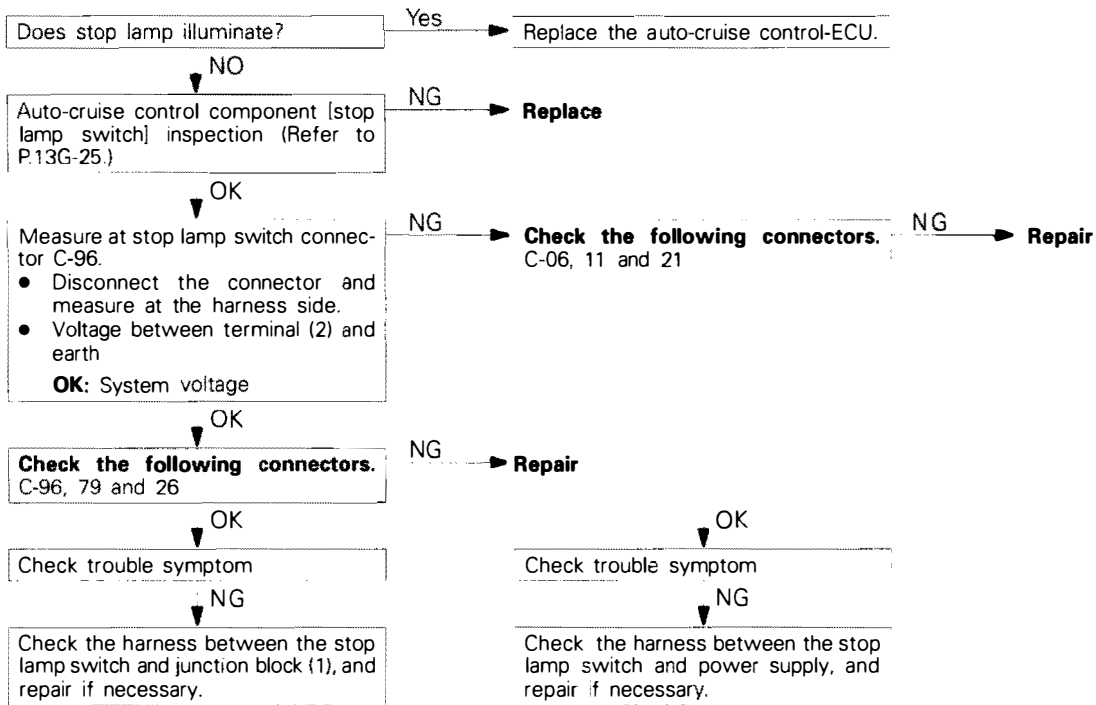 Does stop lamp illuminate?
Yes
Replace the auto-cruise control-ECU.
NO
Auto-cruise control component [stop
lamp switch] inspection (Refer to
P.13G-25.)
NG
Replace
OK
Measure at stop lamp switch connec-
tor C-96.
● Disconnect the connector and
measure at the harness side.
● Voltage between terminal (2) and
earth
OK: System voltage
NG
Check the following connectors.
C-06, 11 and 21
NG
Repair
OK
Check the following connectors.
C-96, 79 and 26
NG
Repair
OK
Check trouble symptom
NG
Check the harness between the stop
lamp switch and junction block (1), and
repair if necessary.
OK
Check trouble symptom
NG
Check the harness between the stop
lamp switch and power supply, and
repair if necessary.